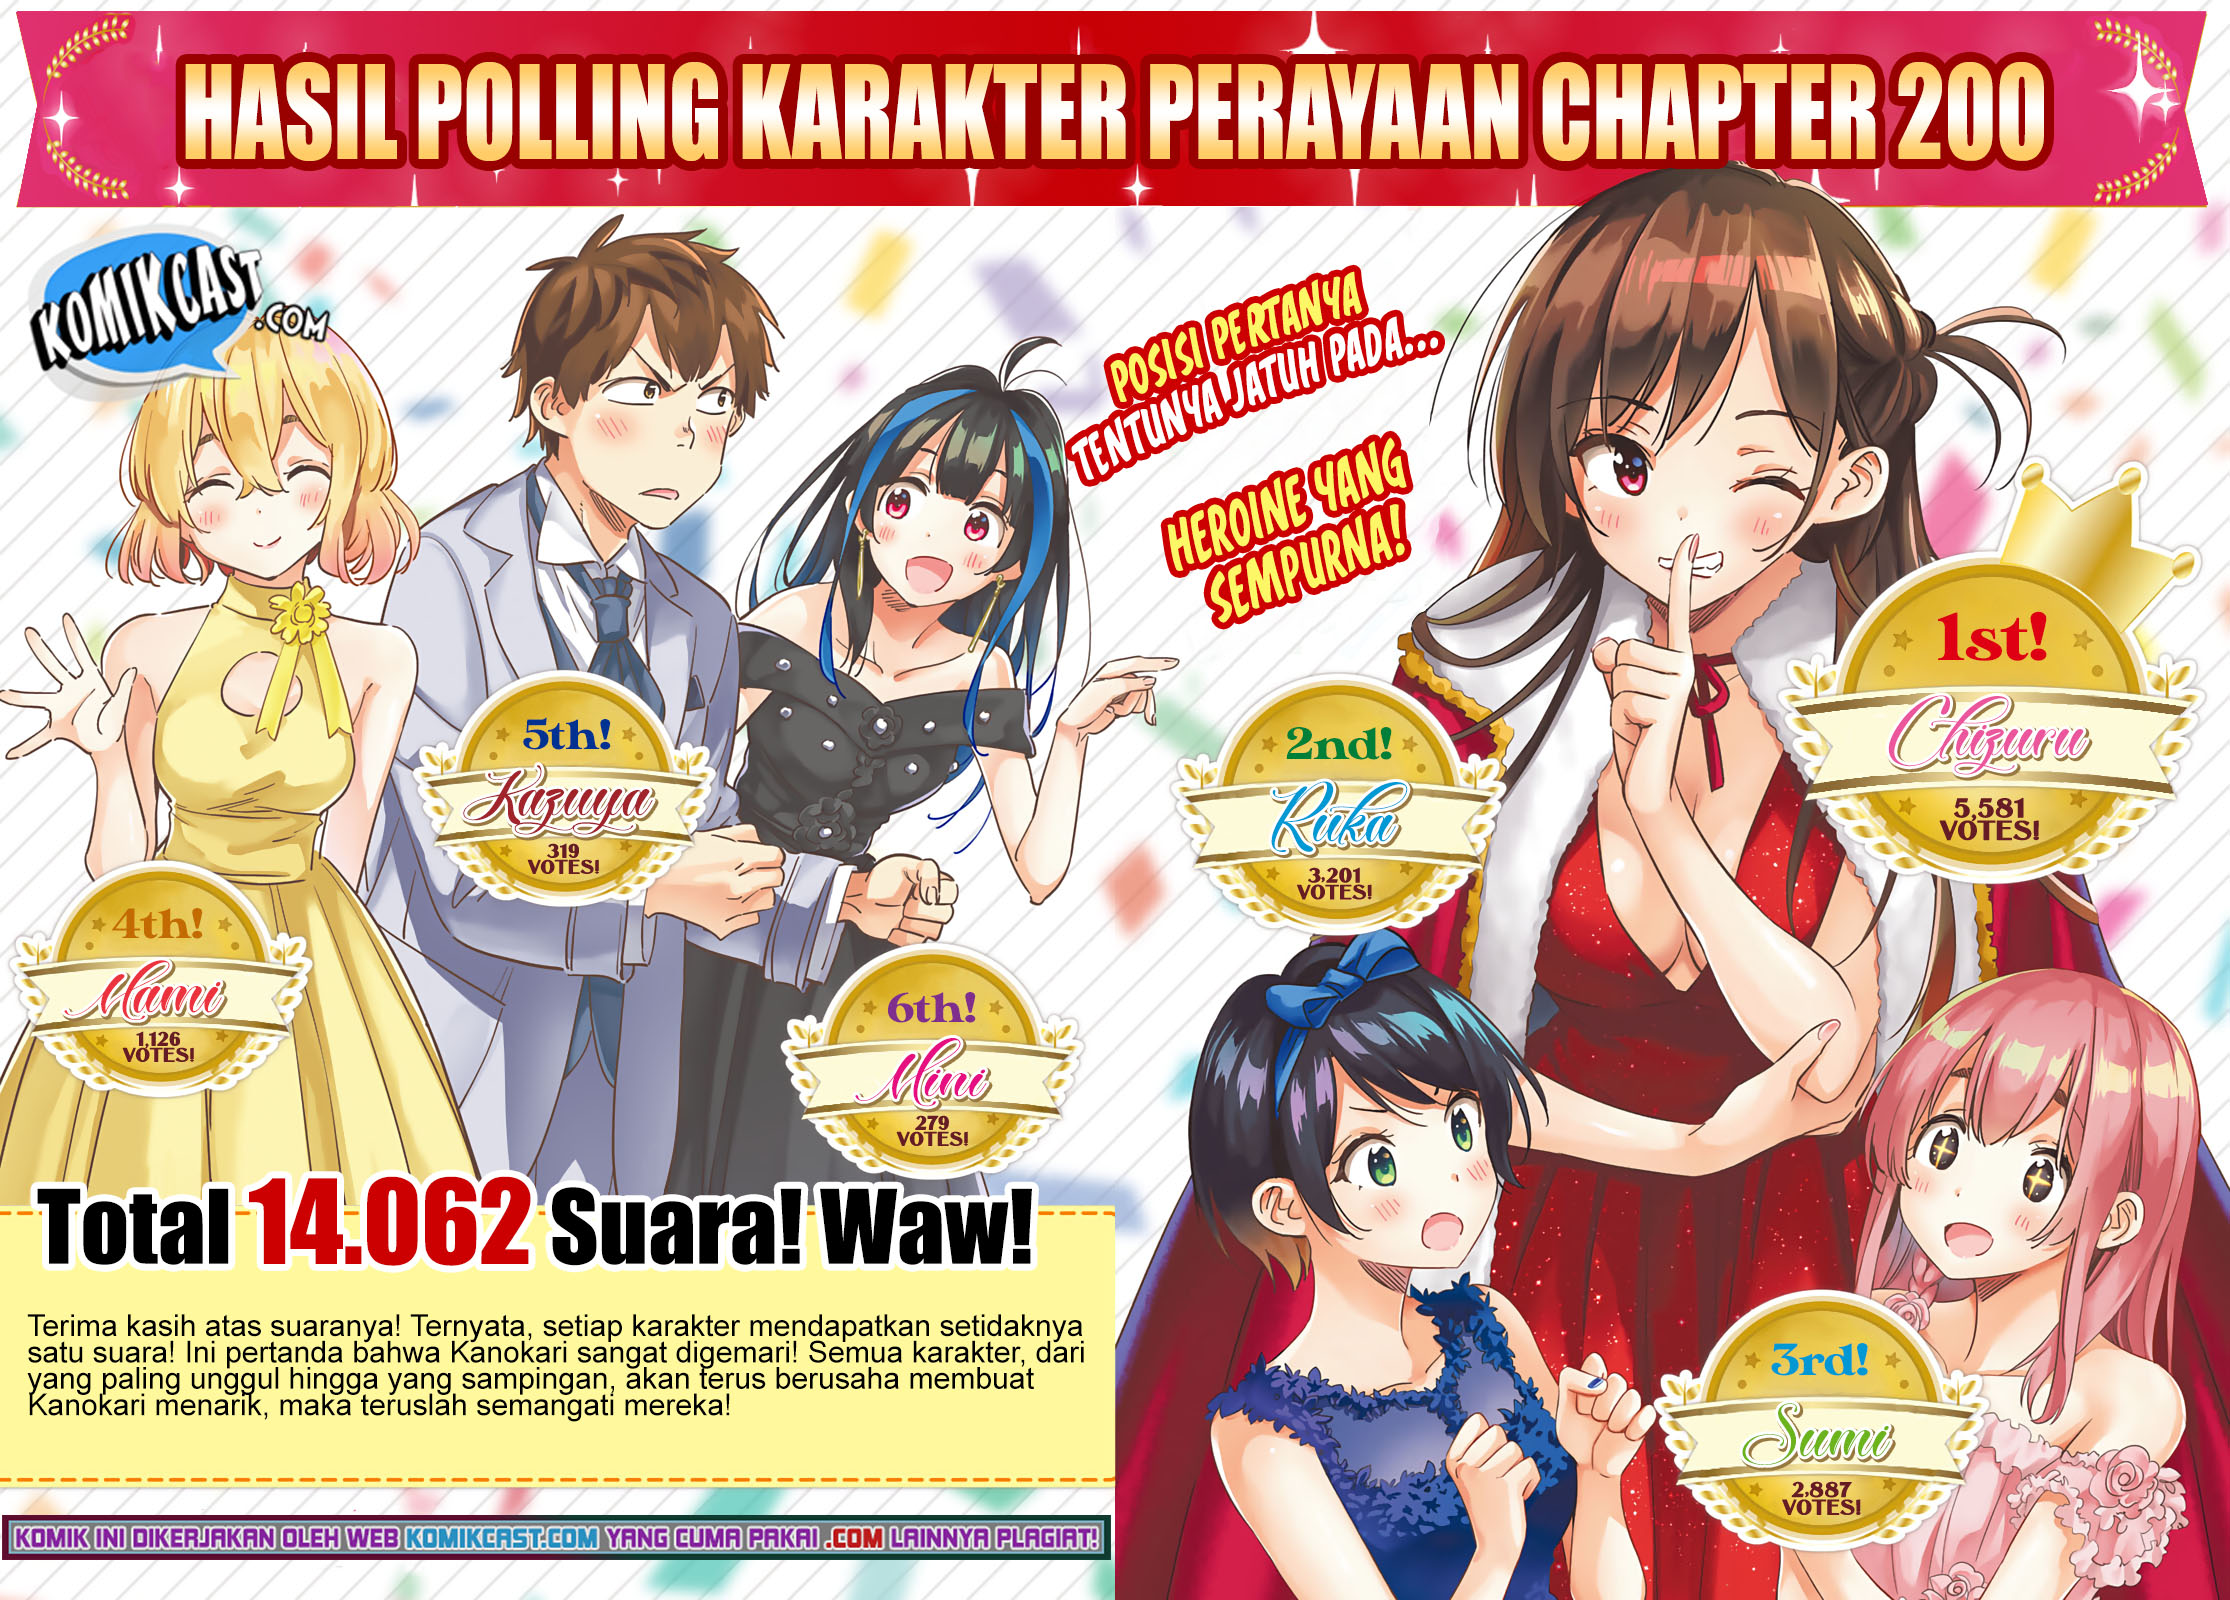 HASIL POLLING KARAKTER PERAYAAN CHAPTER 200
KOMIKCAST
.COM
POSISI PERTANYA
TENTUNYA JATUH PADA...
HEROINE YANG
SEMPURNA!
1st!
Chizuru
5,581
VOTES!
2nd!
Ruka
3,201
VOTES!
5th!
Kazuya
319
VOTES!
4th!
Mami
1,126
VOTES!
6th!
Mini
279
VOTES!
3rd!
Sumi
2,887
VOTES!
Total 14.062 Suara! Waw!
Terima kasih atas suaranya! Ternyata, setiap karakter mendapatkan setidaknya
satu suara! Ini pertanda bahwa Kanokari sangat digemari! Semua karakter, dari
yang paling unggul hingga yang sampingan, akan terus berusaha membuat
Kanokari menarik, maka teruslah semangati mereka!
KOMIK INI DIKERJAKAN OLEH WEB KOMIKCAST.COM YANG CUMA PAKAI .COM LAINNYA PLAGIAT!